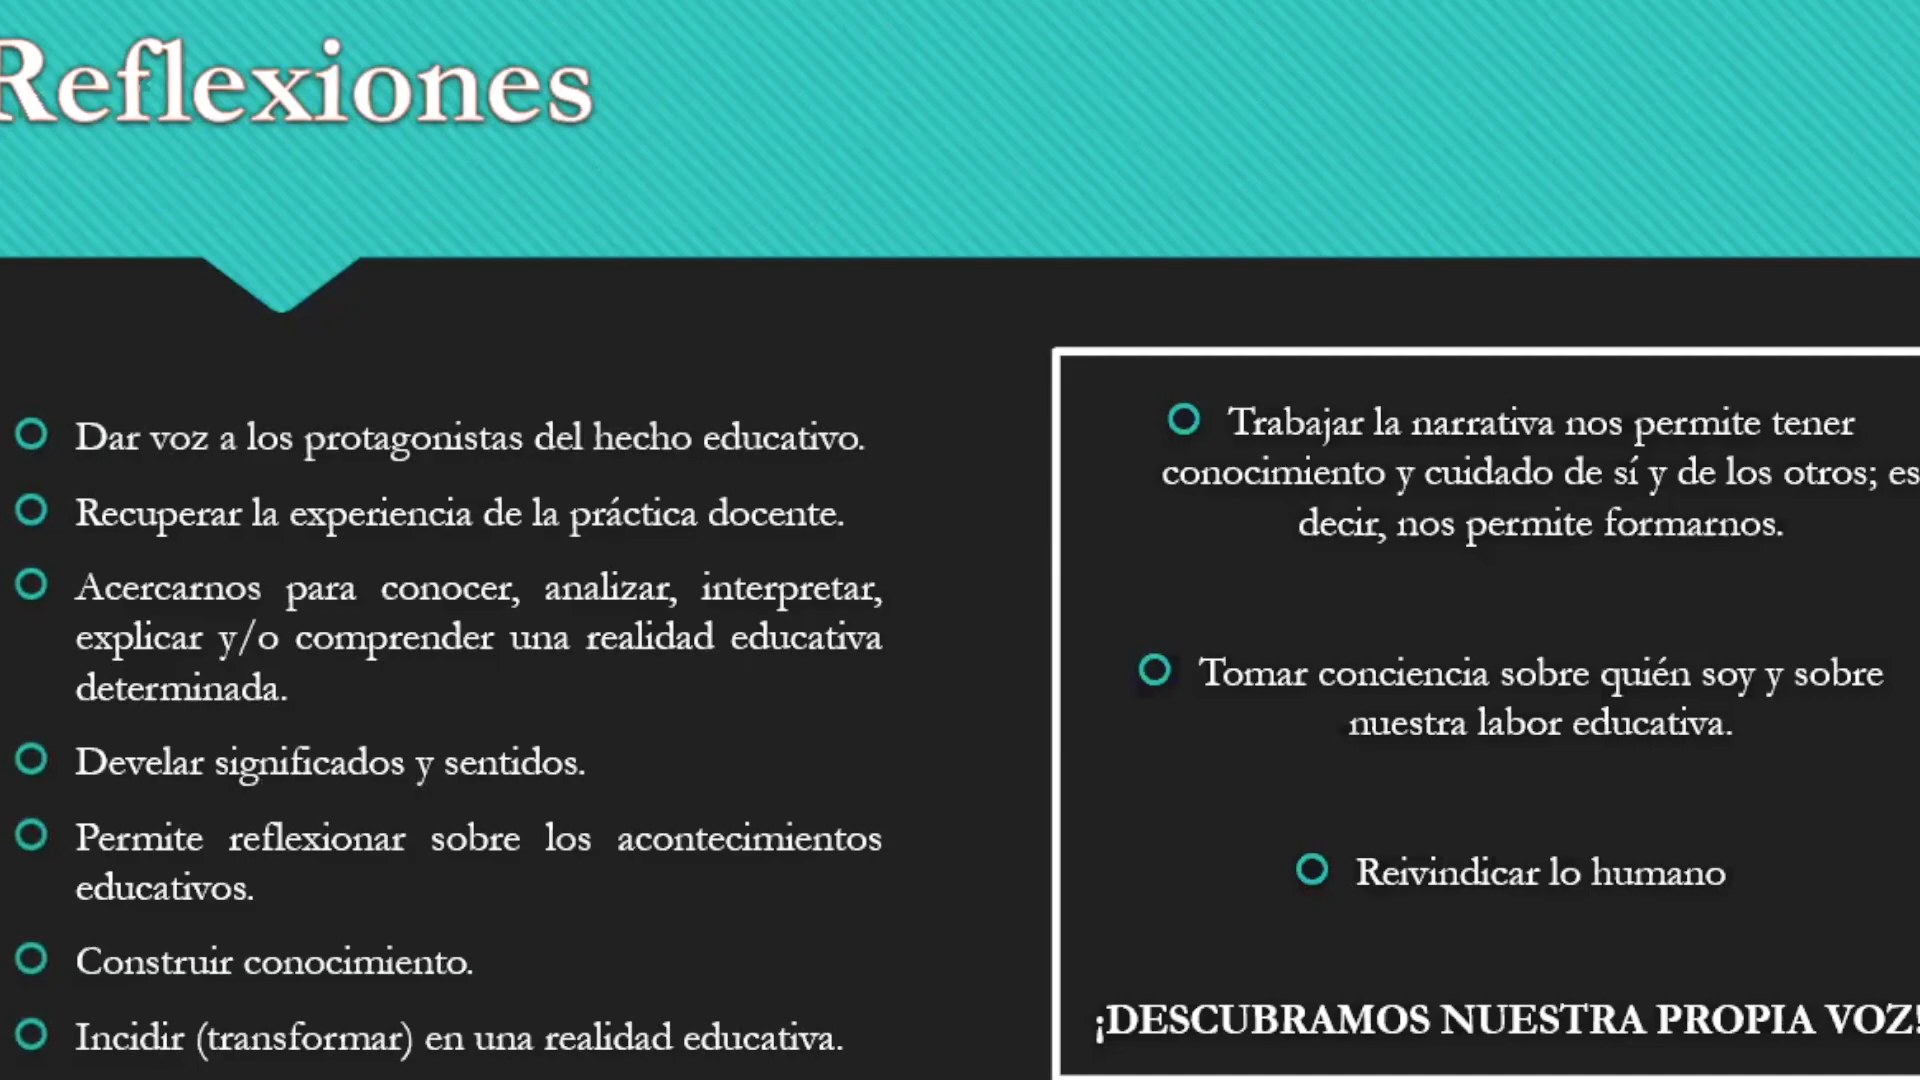 Reflexiones
Dar voz a los protagonistas del hecho educativo.
Recuperar la experiencia de la práctica docente.
Acercarnos para conocer, analizar, interpretar,
explicar y/o comprender una realidad educativa
determinada.
Develar significados y sentidos.
Permite reflexionar sobre los acontecimientos
educativos.
Construir conocimiento.
Incidir (transformar) en una realidad educativa.
Trabajar la narrativa nos permite tener
conocimiento y cuidado de sí y de los otros; es
decir, nos permite formarnos.
Tomar conciencia sobre quién soy y sobre
nuestra labor educativa.
Reivindicar lo humano
¡DESCUBRAMOS NUESTRA PROPIA VOZ!